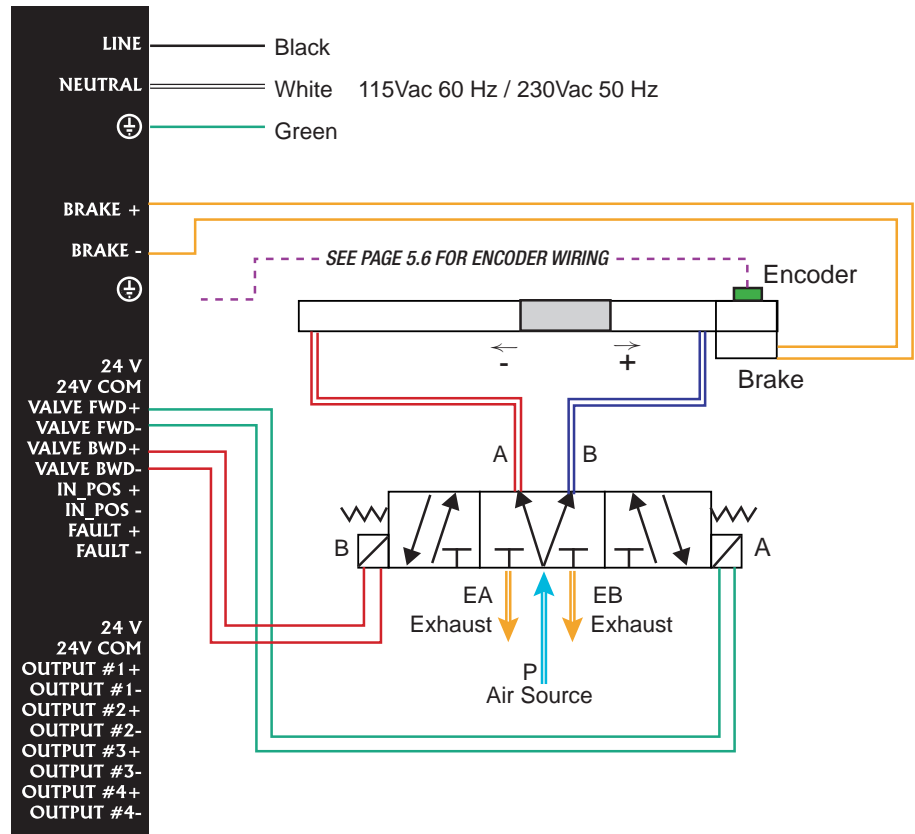 LINE
Black
NEUTRAL
White 115Vac 60 Hz / 230Vac 50 Hz
Green
BRAKE +
BRAKE -
SEE PAGE 5.6 FOR ENCODER WIRING
Encoder
- +
Brake
24 V
24V COM
VALVE FWD+
VALVE FWD-
VALVE BWD+
VALVE BWD-
IN_POS +
IN_POS -
FAULT +
FAULT -
A B
B A
EA EB
Exhaust Exhaust
P
Air Source
24 V
24V COM
OUTPUT #1+
OUTPUT #1-
OUTPUT #2+
OUTPUT #2-
OUTPUT #3+
OUTPUT #3-
OUTPUT #4+
OUTPUT #4-